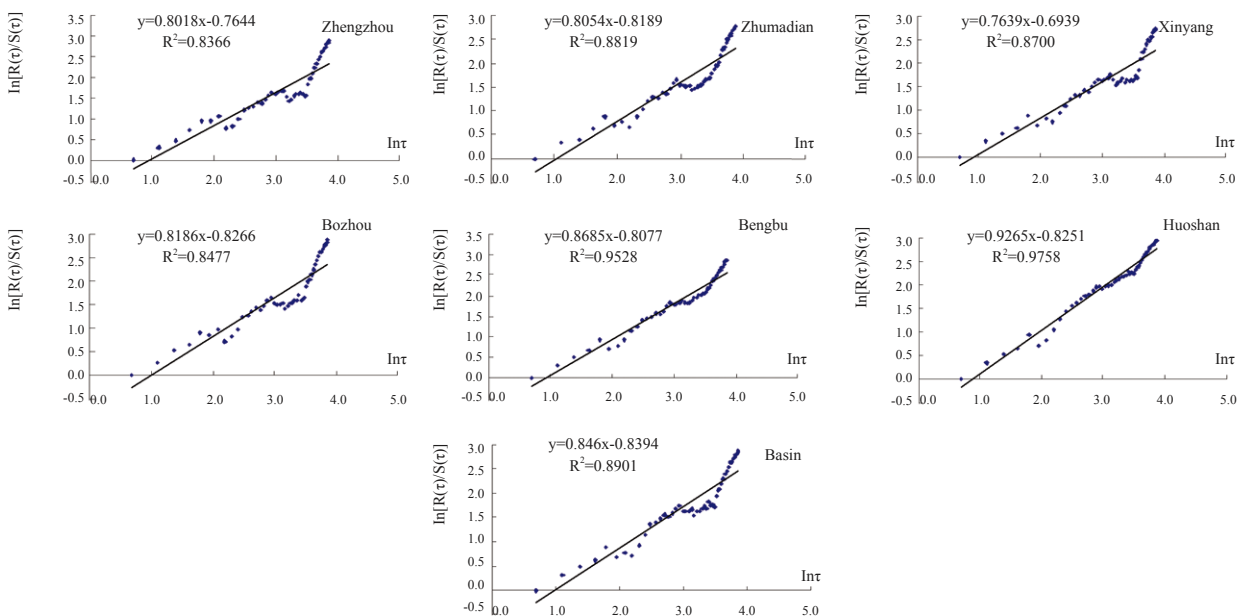 y=0.8018x-0.7644
R²=0.8366
Zhengzhou
ln[R(τ)/S(τ)]
3.5
3.0
2.5
2.0
1.5
1.0
0.5
0.0
-0.5
0.0 1.0 2.0 3.0 4.0 5.0
Inτ
y=0.8054x-0.8189
R²=0.8819
Zhumadian
ln[R(τ)/S(τ)]
3.0
2.5
2.0
1.5
1.0
0.5
0.0
-0.5
0.0 1.0 2.0 3.0 4.0 5.0
Inτ
y=0.7639x-0.6939
R²=0.8700
Xinyang
ln[R(τ)/S(τ)]
3.0
2.5
2.0
1.5
1.0
0.5
0.0
-0.5
0.0 1.0 2.0 3.0 4.0 5.0
Inτ
y=0.8186x-0.8266
R²=0.8477
Bozhou
ln[R(τ)/S(τ)]
3.0
2.5
2.0
1.5
1.0
0.5
0.0
-0.5
0.0 1.0 2.0 3.0 4.0 5.0
Inτ
y=0.8685x-0.8077
R²=0.9528
Bengbu
ln[R(τ)/S(τ)]
3.5
3.0
2.5
2.0
1.5
1.0
0.5
0.0
-0.5
0.0 1.0 2.0 3.0 4.0 5.0
Inτ
y=0.9265x-0.8251
R²=0.9758
Huoshan
ln[R(τ)/S(τ)]
3.0
2.5
2.0
1.5
1.0
0.5
0.0
-0.5
0.0 1.0 2.0 3.0 4.0 5.0
Inτ
y=0.846x-0.8394
R²=0.8901
Basin
ln[R(τ)/S(τ)]
3.0
2.5
2.0
1.5
1.0
0.5
0.0
-0.5
0.0 1.0 2.0 3.0 4.0 5.0
Inτ